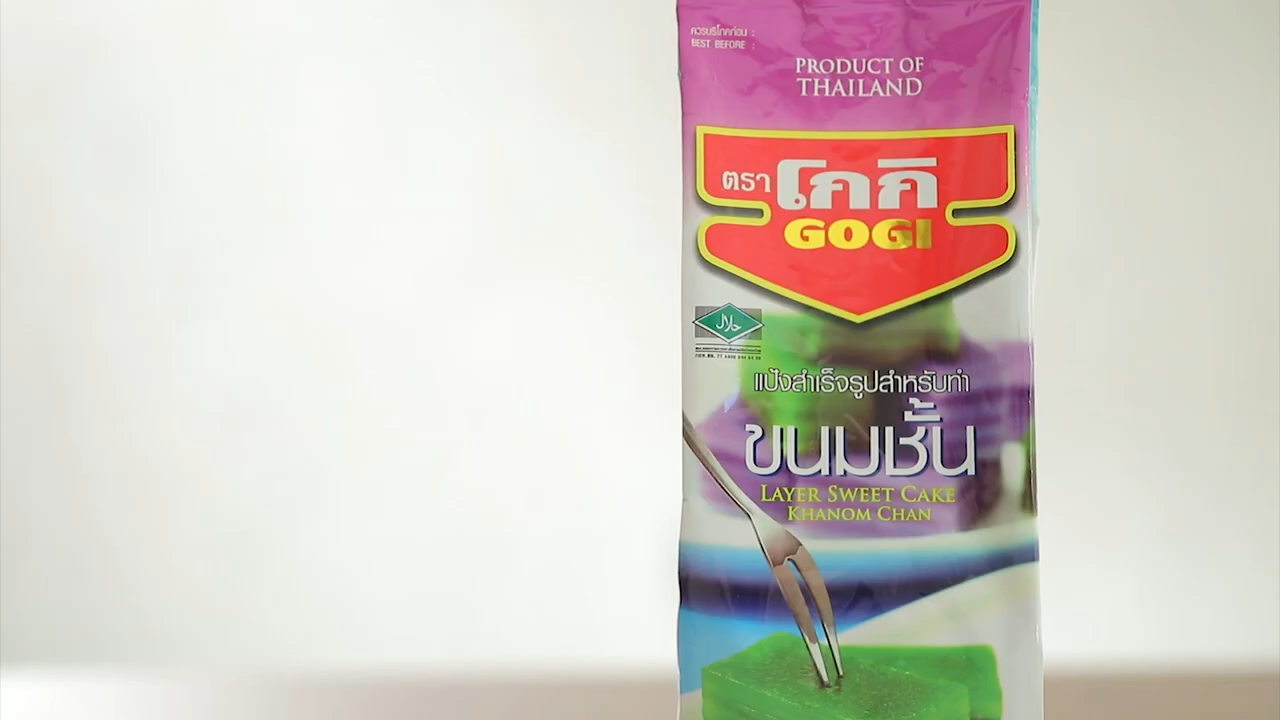 ควรบริโภคก่อน :
BEST BEFORE :
PRODUCT OF
THAILAND
ตรา โกกิ
GOGI
حلال
แป้งสำเร็จรูปสำหรับทำ
ขนมชั้น
LAYER SWEET CAKE
KHANOM CHAN